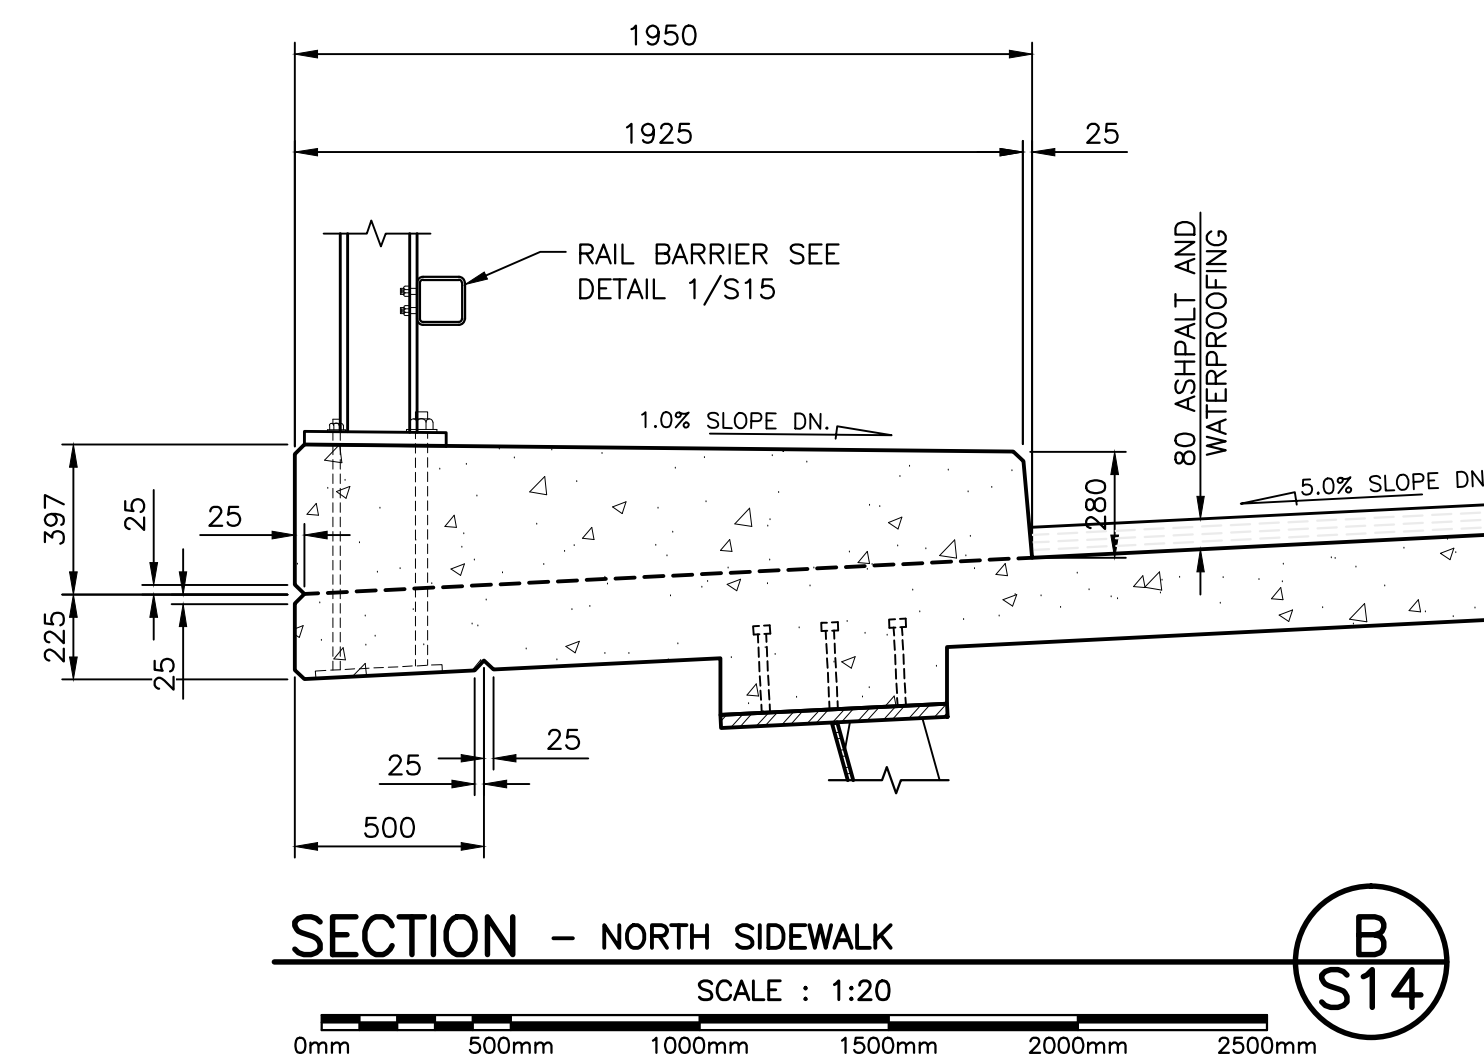 1950
1925
25
RAIL BARRIER SEE
DETAIL 1/S15
80 ASHPALT AND
WATERPROOFING
1.0% SLOPE DN.
5.0% SLOPE DN
397
25
25
280
225
25
25
25
500
SECTION - NORTH SIDEWALK
SCALE : 1:20
B
S14
0mm 500mm 1000mm 1500mm 2000mm 2500mm